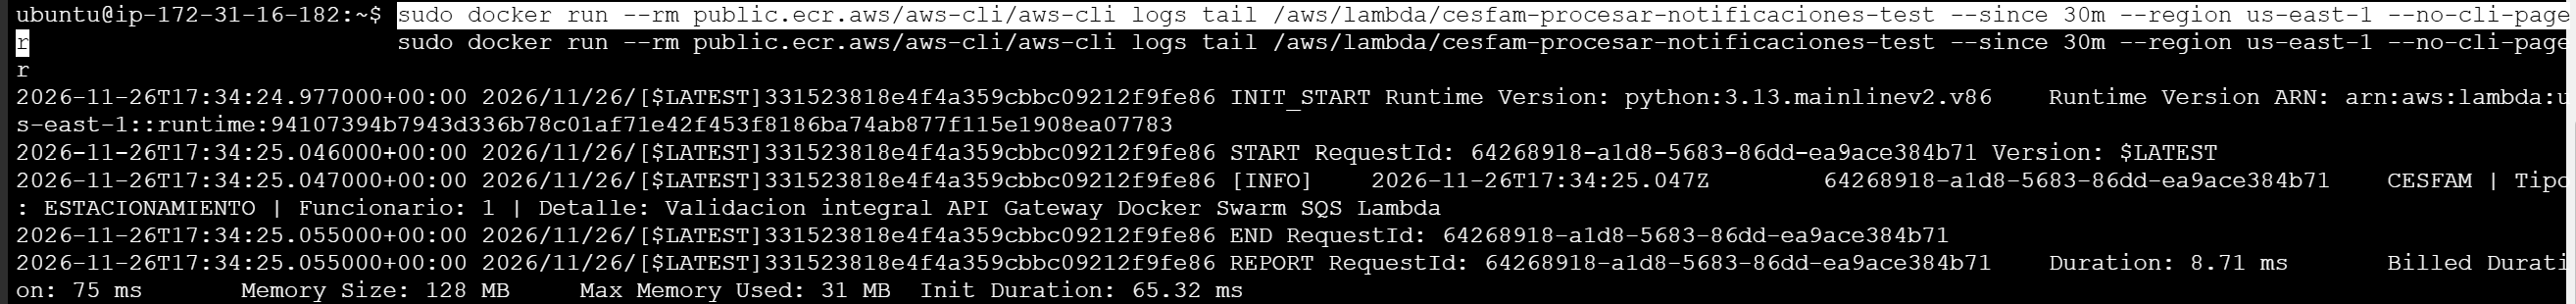 ubuntu@ip-172-31-16-182:~$ sudo docker run --rm public.ecr.aws/aws-cli/aws-cli logs tail /aws/lambda/cesfam-procesar-notificaciones-test --since 30m --region us-east-1 --no-cli-page
r sudo docker run --rm public.ecr.aws/aws-cli/aws-cli logs tail /aws/lambda/cesfam-procesar-notificaciones-test --since 30m --region us-east-1 --no-cli-page
r
2026-11-26T17:34:24.977000+00:00 2026/11/26/[$LATEST]331523818e4f4a359cbbc09212f9fe86 INIT_START Runtime Version: python:3.13.mainlinev2.v86 Runtime Version ARN: arn:aws:lambda:u
s-east-1::runtime:94107394b7943d336b78c01af71e42f453f8186ba74ab877f115e1908ea07783
2026-11-26T17:34:25.046000+00:00 2026/11/26/[$LATEST]331523818e4f4a359cbbc09212f9fe86 START RequestId: 64268918-a1d8-5683-86dd-ea9ace384b71 Version: $LATEST
2026-11-26T17:34:25.047000+00:00 2026/11/26/[$LATEST]331523818e4f4a359cbbc09212f9fe86 [INFO] 2026-11-26T17:34:25.047Z 64268918-a1d8-5683-86dd-ea9ace384b71 CESFAM | Tipo
: ESTACIONAMIENTO | Funcionario: 1 | Detalle: Validacion integral API Gateway Docker Swarm SQS Lambda
2026-11-26T17:34:25.055000+00:00 2026/11/26/[$LATEST]331523818e4f4a359cbbc09212f9fe86 END RequestId: 64268918-a1d8-5683-86dd-ea9ace384b71
2026-11-26T17:34:25.055000+00:00 2026/11/26/[$LATEST]331523818e4f4a359cbbc09212f9fe86 REPORT RequestId: 64268918-a1d8-5683-86dd-ea9ace384b71 Duration: 8.71 ms Billed Durati
on: 75 ms Memory Size: 128 MB Max Memory Used: 31 MB Init Duration: 65.32 ms